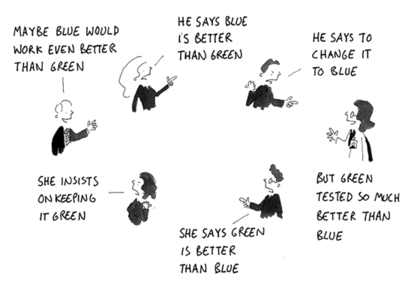 MAYBE BLUE WOULD
WORK EVEN BETTER
THAN GREEN
HE SAYS BLUE
IS BETTER
THAN GREEN
HE SAYS TO
CHANGE IT
TO BLUE
BUT GREEN
TESTED SO MUCH
BETTER THAN
BLUE
SHE SAYS GREEN
IS BETTER
THAN BLUE
SHE INSISTS
ON KEEPING
IT GREEN